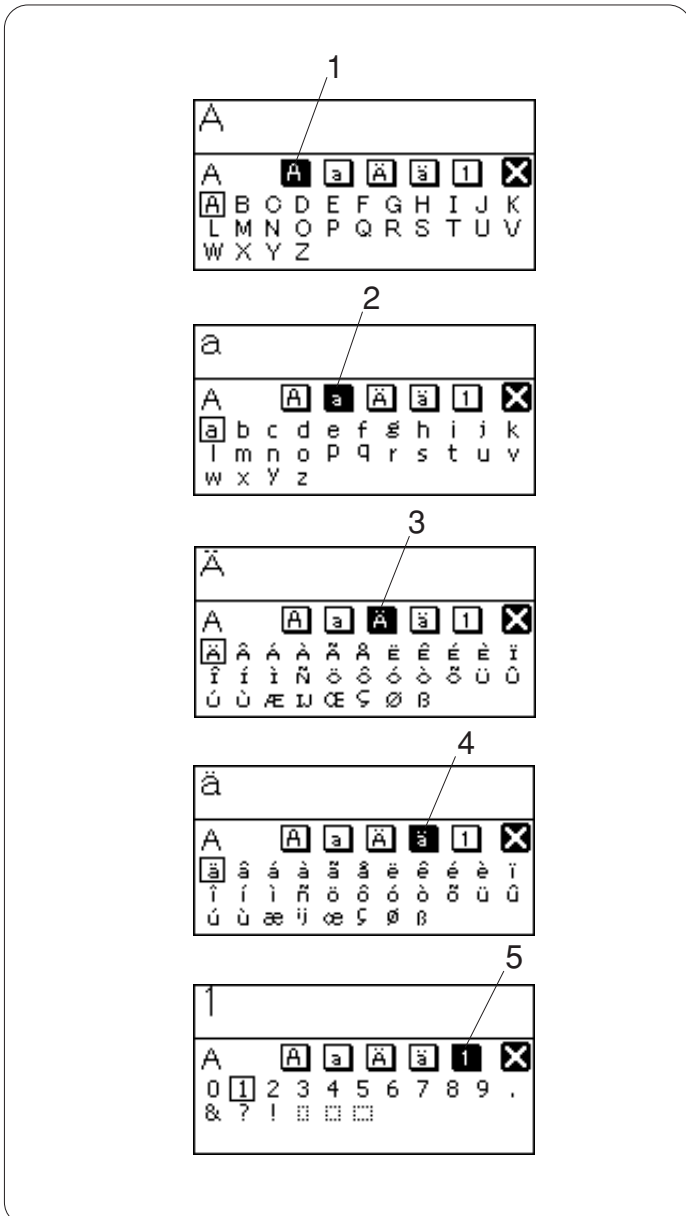 1
A
A A a Ä ä 1 X
A B C D E F G H I J K
L M N O P Q R S T U V
W X Y Z
2
a
A A a Ä ä 1 X
a b c d e f g h i j k
l m n o p q r s t u v
w x y z
3
Ä
A A a Ä ä 1 X
Ä Â Á À Ã Å Ë Ê É È Ï
Î Í Ì Ñ Ö Ô Ó Ò Õ Ü Û
Ú Ù Æ IJ Œ Ç Ø ß
4
ä
A A a Ä ä 1 X
ä â á à ã å ë ê é è ï
î í ì ñ ö ô ó ò õ ü û
ú ù æ ij œ ç ø ß
5
1
A A a Ä ä 1 X
0 1 2 3 4 5 6 7 8 9 .
& ? !